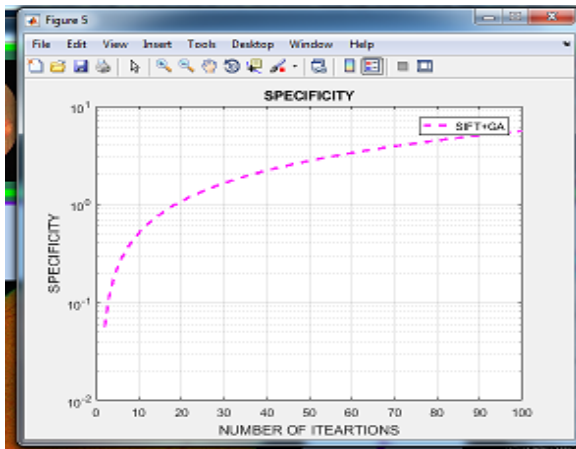 Figure 5
File Edit View Insert Tools Desktop Window Help
SPECIFICITY
SIFT+GA
SPECIFICITY
10^1
10^0
10^-1
10^-2
0 10 20 30 40 50 60 70 80 90 100
NUMBER OF ITEARTIONS